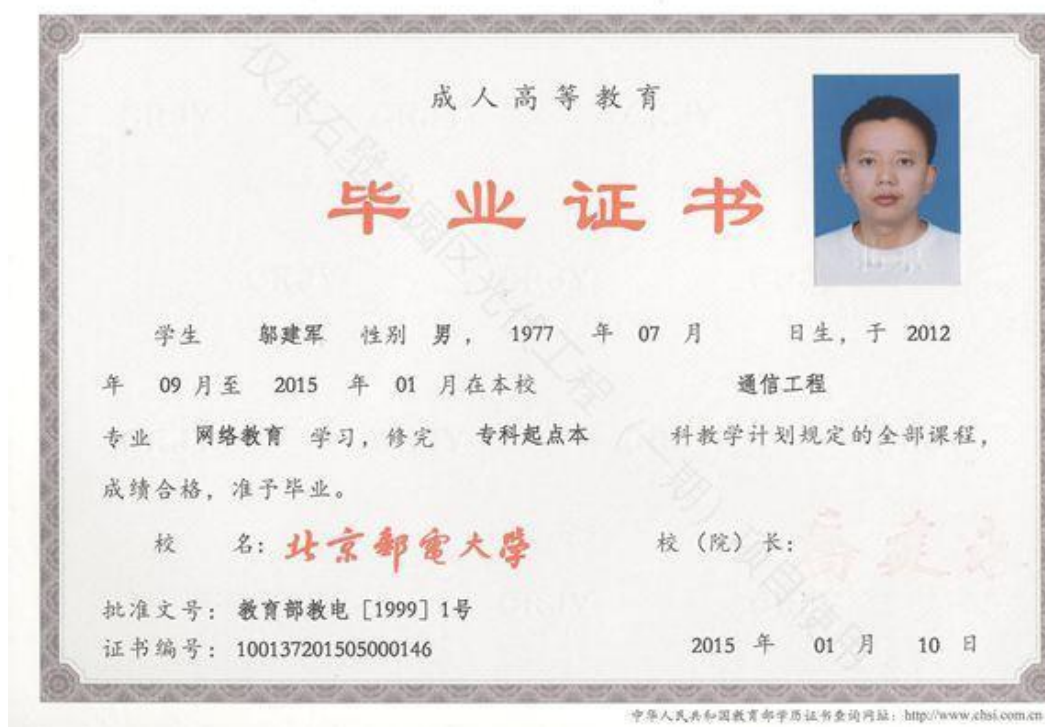 成人高等教育
毕业证书
学生 邬建军 性别 男， 1977 年 07 月 日生，于 2012
年 09 月至 2015 年 01 月在本校 通信工程
专业 网络教育 学习，修完 专科起点本 科教学计划规定的全部课程，
成绩合格，准予毕业。
校 名：北京邮电大学 校（院）长：
批准文号：教育部教电［1999］1号
证书编号：100137201505000146 2015 年 01 月 10 日
中华人民共和国教育部学历证书查询网址：http://www.chsi.com.cn